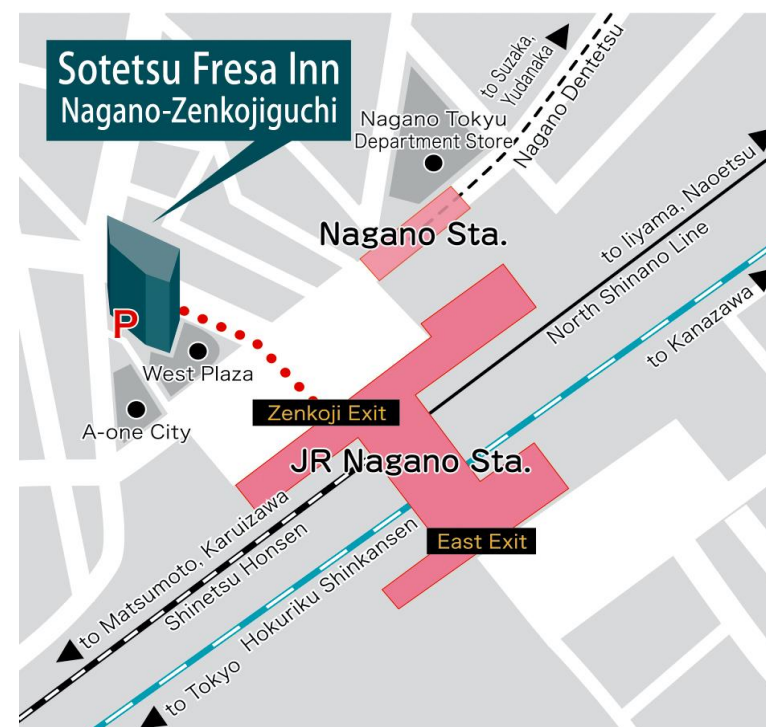 Sotetsu Fresa Inn
Nagano-Zenkojiguchi
to Suzaka,
Yudanaka
Nagano Dentetsu
Nagano Tokyu
Department Store
Nagano Sta.
to Iiyama, Naoetsu
North Shinano Line
to Kanazawa
P
West Plaza
A-one City
Zenkoji Exit
JR Nagano Sta.
East Exit
to Matsumoto, Karuizawa
Shinetsu Honsen
Hokuriku Shinkansen
to Tokyo